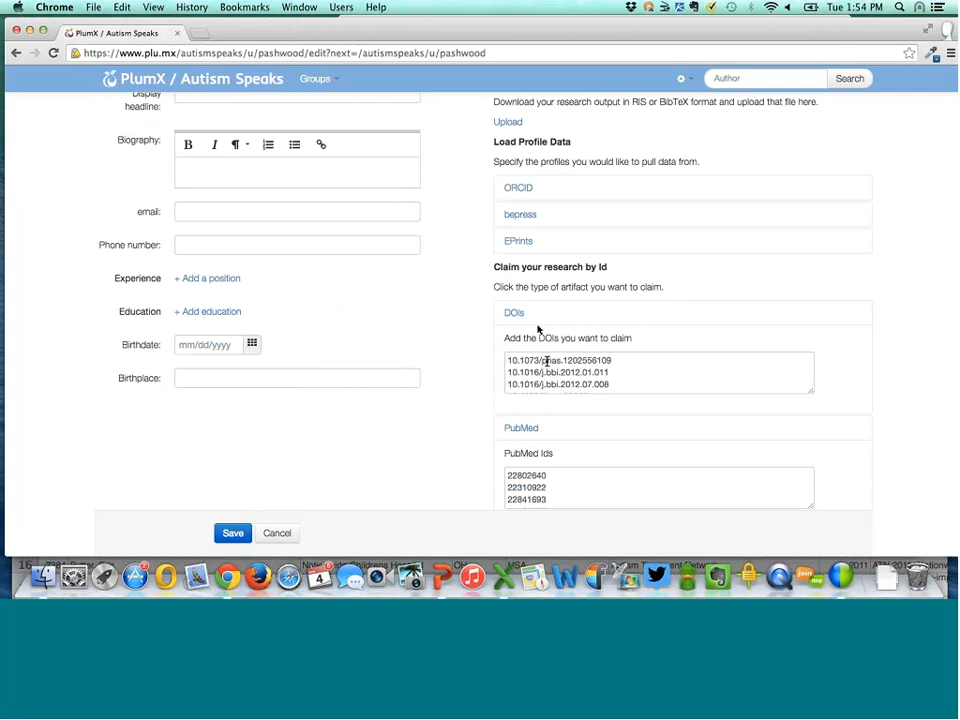 Chrome File Edit View History Bookmarks Window Users Help
Tue 1:54 PM
PlumX / Autism Speaks
https://www.plu.mx/autismspeaks/u/pashwood/edit?next=/autismspeaks/u/pashwood
PlumX / Autism Speaks Groups Author Search
Display headline:
Download your research output in RIS or BibTeX format and upload that file here.
Upload
Biography: B I ¶
Load Profile Data
Specify the profiles you would like to pull data from.
ORCID
email:
bepress
Phone number:
EPrints
Experience + Add a position
Claim your research by Id
Click the type of artifact you want to claim.
Education + Add education
DOIs
Birthdate: mm/dd/yyyy
Add the DOIs you want to claim
10.1073/pnas.1202556109
10.1016/j.bbi.2012.01.011
10.1016/j.bbi.2012.07.008
Birthplace:
PubMed
PubMed Ids
22802640
22310922
22841693
Save Cancel